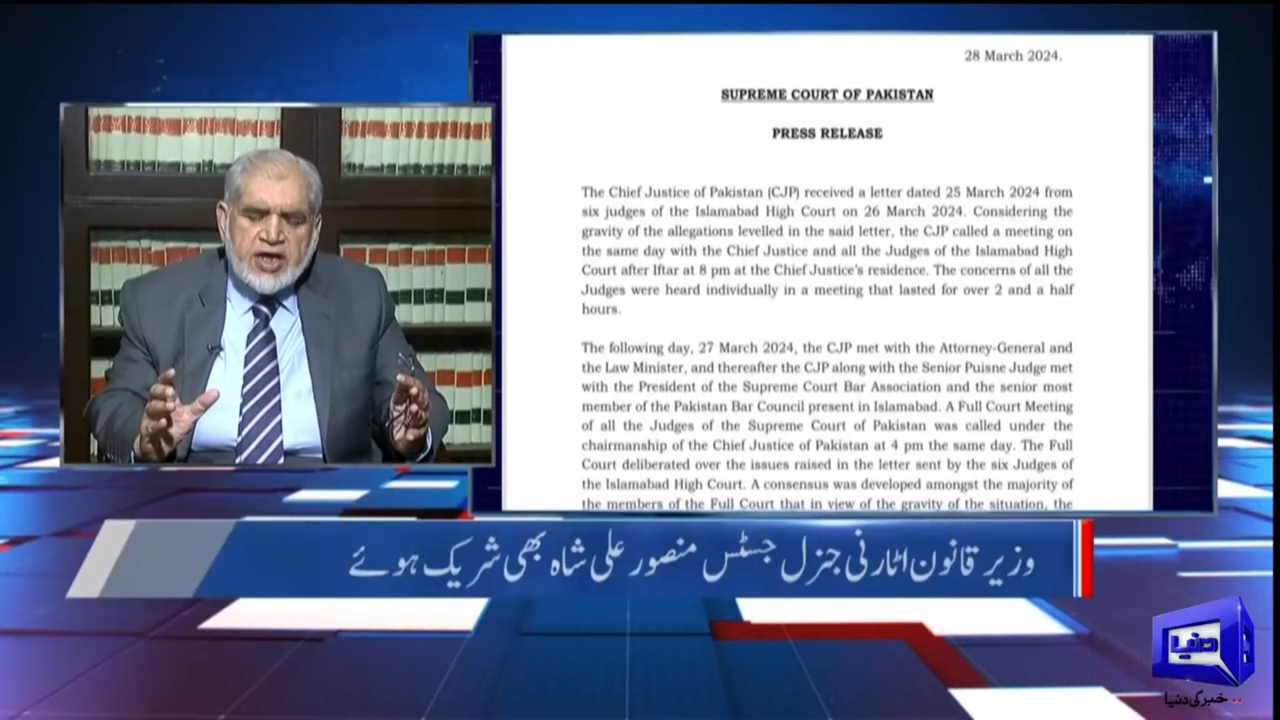 28 March 2024.
SUPREME COURT OF PAKISTAN
PRESS RELEASE
The Chief Justice of Pakistan (CJP) received a letter dated 25 March 2024 from
six judges of the Islamabad High Court on 26 March 2024. Considering the
gravity of the allegations levelled in the said letter, the CJP called a meeting on
the same day with the Chief Justice and all the Judges of the Islamabad High
Court after Iftar at 8 pm at the Chief Justice's residence. The concerns of all the
Judges were heard individually in a meeting that lasted for over 2 and a half
hours.
The following day, 27 March 2024, the CJP met with the Attorney-General and
the Law Minister, and thereafter the CJP along with the Senior Puisne Judge met
with the President of the Supreme Court Bar Association and the senior most
member of the Pakistan Bar Council present in Islamabad. A Full Court Meeting
of all the Judges of the Supreme Court of Pakistan was called under the
chairmanship of the Chief Justice of Pakistan at 4 pm the same day. The Full
Court deliberated over the issues raised in the letter sent by the six Judges of
the Islamabad High Court. A consensus was developed amongst the majority of
the members of the Full Court that in view of the gravity of the situation, the
وزیر قانون اٹارنی جنرل جسٹس منصور علی شاہ بھی شریک ہوئے
دنیا
خبر کی دنیا